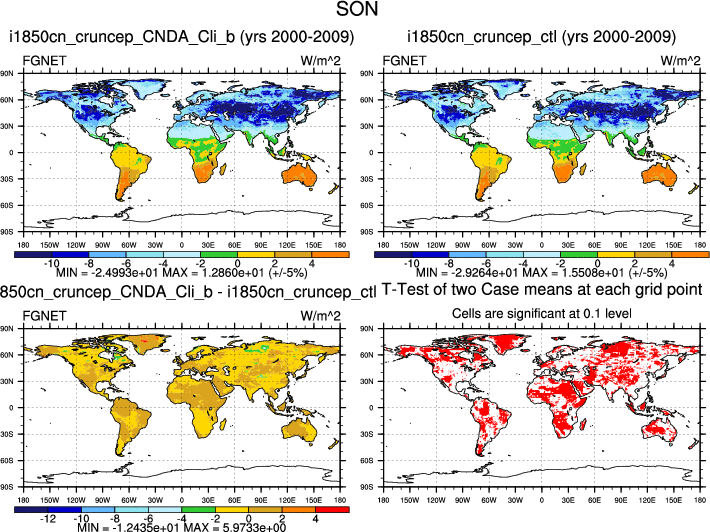 SON
i1850cn_cruncep_CNDA_Cli_b (yrs 2000-2009)
FGNET W/m^2
90N
60N
30N
0
30S
60S
90S
180 150W 120W 90W 60W 30W 0 30E 60E 90E 120E 150E 180
-10 -8 -6 -4 -2 0 2 4
MIN = -2.4993e+01 MAX = 1.2860e+01 (+/-5%)
i1850cn_cruncep_ctl (yrs 2000-2009)
FGNET W/m^2
90N
60N
30N
0
30S
60S
90S
180 150W 120W 90W 60W 30W 0 30E 60E 90E 120E 150E 180
-10 -8 -6 -4 -2 0 2 4
MIN = -2.9264e+01 MAX = 1.5508e+01 (+/-5%)
850cn_cruncep_CNDA_Cli_b - i1850cn_cruncep_ctl
FGNET W/m^2
90N
60N
30N
0
30S
60S
90S
180 150W 120W 90W 60W 30W 0 30E 60E 90E 120E 150E 180
-12 -10 -8 -6 -4 -2 0 2 4
MIN = -1.2435e+01 MAX = 5.9733e+00
T-Test of two Case means at each grid point
Cells are significant at 0.1 level
90N
60N
30N
0
30S
60S
90S
180 150W 120W 90W 60W 30W 0 30E 60E 90E 120E 150E 180